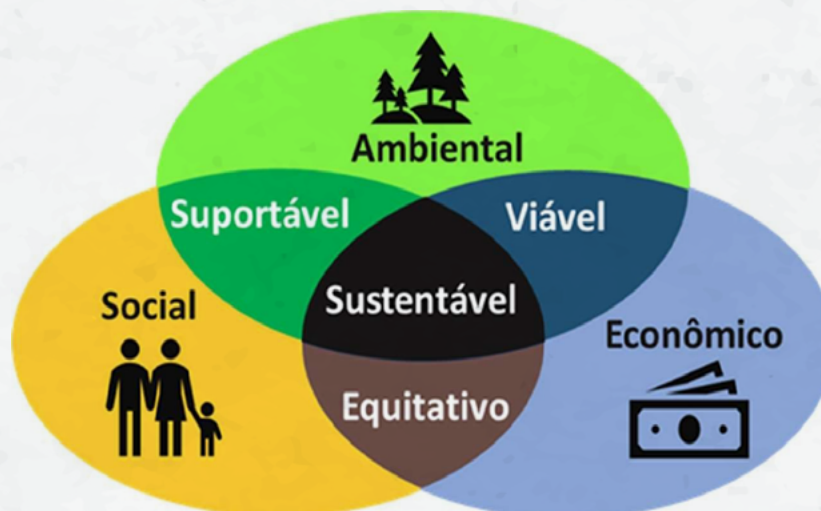 Ambiental
Suportável
Viável
Social
Sustentável
Econômico
Equitativo